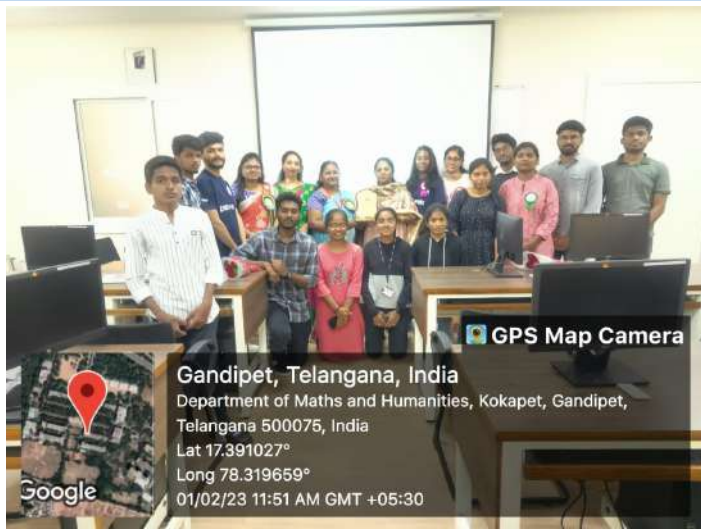 GPS Map Camera
Gandipet, Telangana, India
Department of Maths and Humanities, Kokapet, Gandipet,
Telangana 500075, India
Lat 17.391027°
Long 78.319659°
01/02/23 11:51 AM GMT +05:30
Google